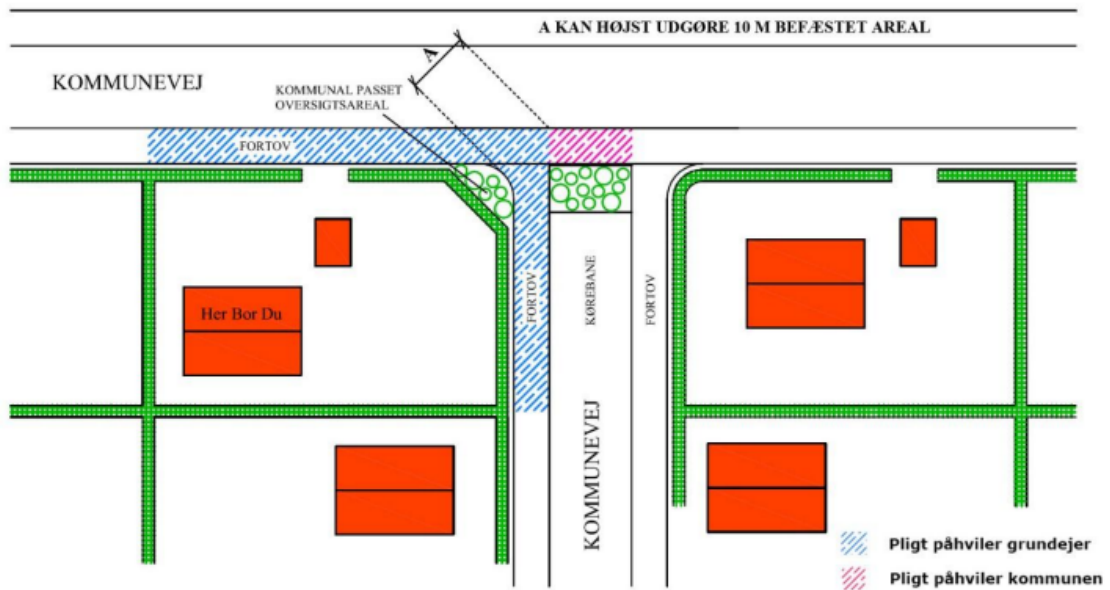 A KAN HØJST UDGØRE 10 M BEFÆSTET AREAL
A
KOMMUNEVEJ
KOMMUNAL PASSET
OVERSIGTSAREAL
FORTOV
Her Bor Du
FORTOV
KØREBANE
FORTOV
KOMMUNEVEJ
Pligt påhviler grundejer
Pligt påhviler kommunen